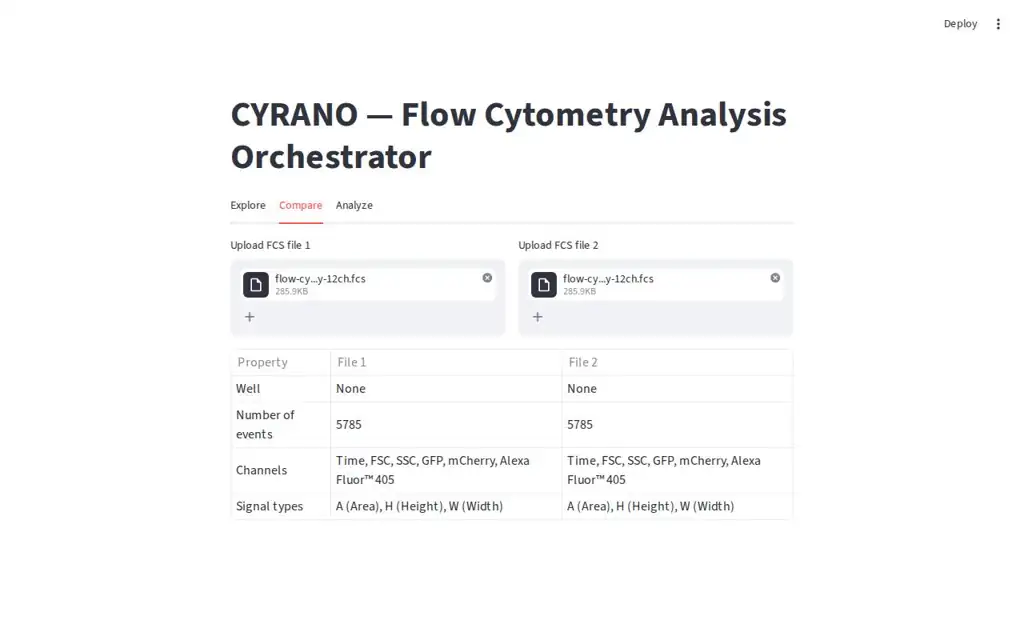 Deploy
CYRANO — Flow Cytometry Analysis
Orchestrator
Explore Compare Analyze
Upload FCS file 1
Upload FCS file 2
flow-cy...y-12ch.fcs
285.9KB
flow-cy...y-12ch.fcs
285.9KB
Property File 1 File 2
Well None None
Number of
events
5785 5785
Channels
Time, FSC, SSC, GFP, mCherry, Alexa
Fluor™ 405
Time, FSC, SSC, GFP, mCherry, Alexa
Fluor™ 405
Signal types A (Area), H (Height), W (Width) A (Area), H (Height), W (Width)